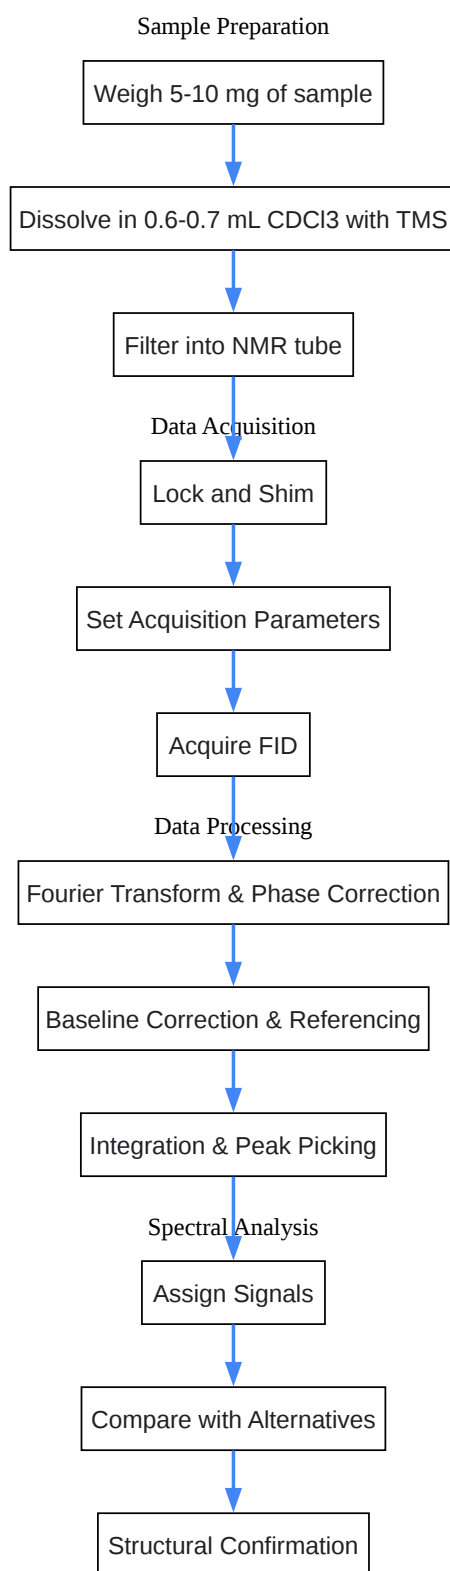 Sample Preparation
Weigh 5-10 mg of sample
Dissolve in 0.6-0.7 mL CDCl3 with TMS
Filter into NMR tube
Data Acquisition
Lock and Shim
Set Acquisition Parameters
Acquire FID
Data Processing
Fourier Transform & Phase Correction
Baseline Correction & Referencing
Integration & Peak Picking
Spectral Analysis
Assign Signals
Compare with Alternatives
Structural Confirmation